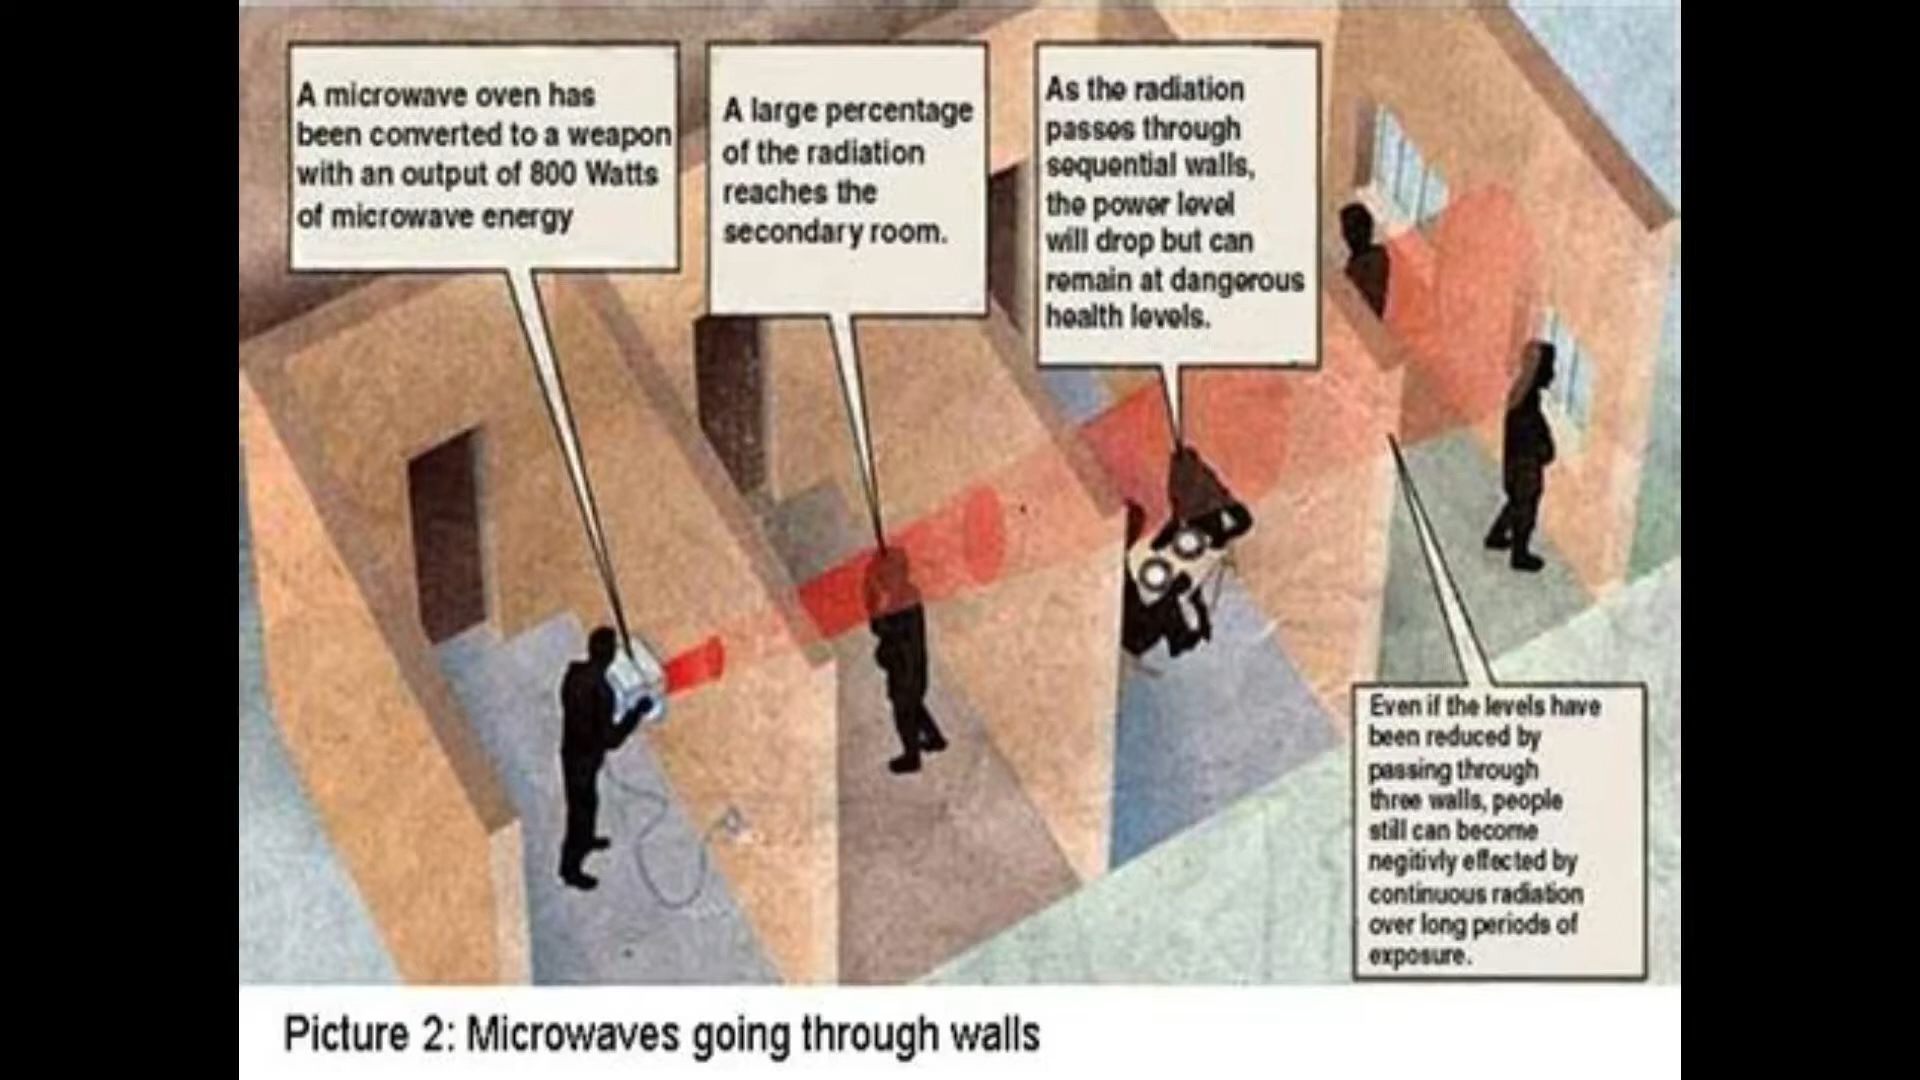 A microwave oven has
been converted to a weapon
with an output of 800 Watts
of microwave energy
A large percentage
of the radiation
reaches the
secondary room.
As the radiation
passes through
sequential walls,
the power level
will drop but can
remain at dangerous
health levels.
Even if the levels have
been reduced by
passing through
three walls, people
still can become
negitivly effected by
continuous radiation
over long periods of
exposure.
Picture 2: Microwaves going through walls